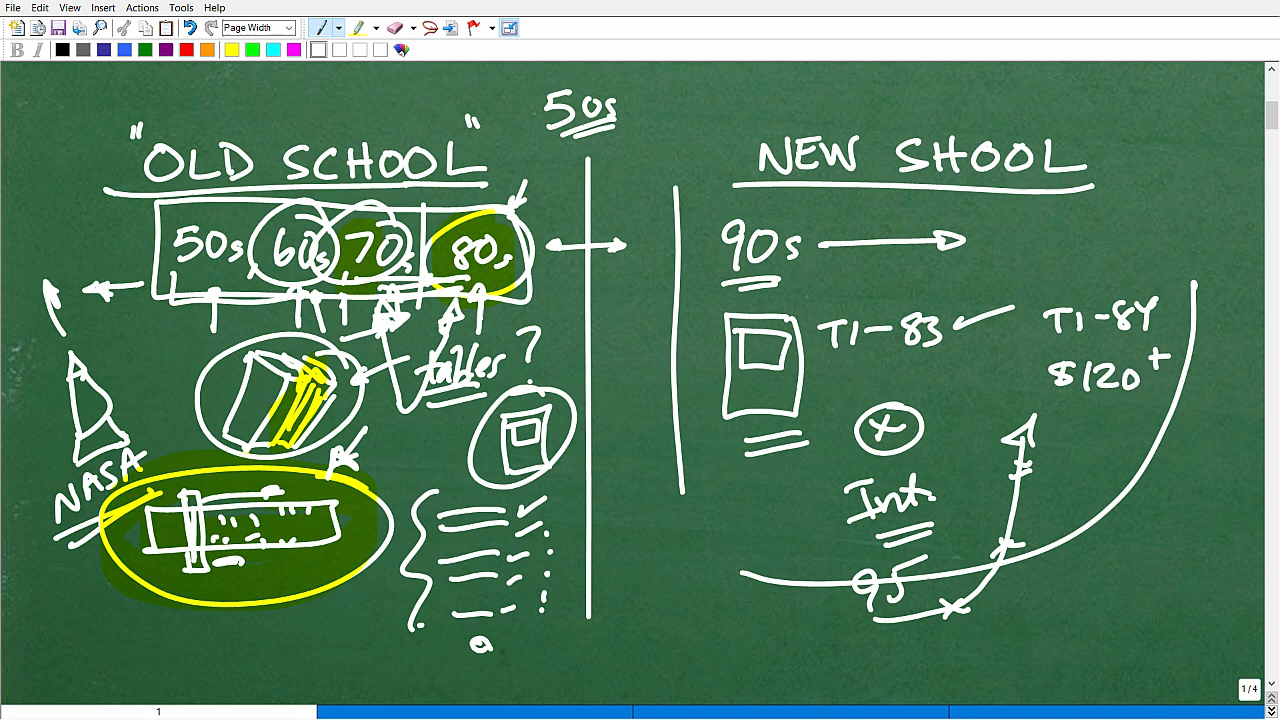 File Edit View Insert Actions Tools Help
Page Width
B I
50s
"OLD SCHOOL"
50s 60s 70s 80s
tables ?
NASA
NEW SHOOL
90s
TI-83
TI-84
$120+
x
Int.
95
1/4
1